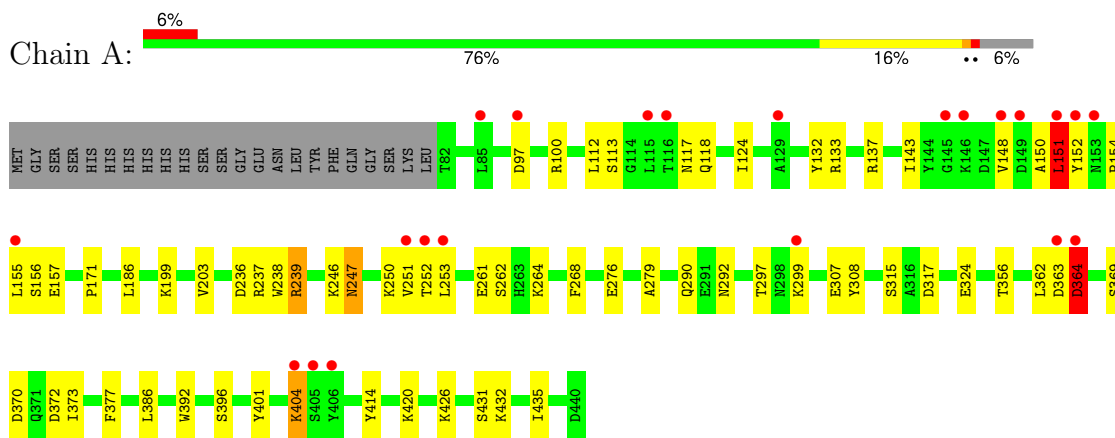 6%
Chain A:
76% 16% •• 6%
MET GLY SER SER HIS HIS HIS HIS HIS HIS SER SER GLY GLU ASN LEU TYR PHE GLN GLY SER LYS LEU T82 L85 D97 R100 L112 S113 G114 L115 T116 N117 Q118 I124 A129 Y132 R133 R137 I143 Y144 G145 K146 D147 V148 D149 A150 L151 Y152 N153 R154
L155 S156 E157 P171 L186 K199 V203 D236 R237 W238 R239 K246 N247 K250 V251 T252 L253 E261 S262 H263 K264 F268 E276 A279 Q290 E291 N292 T297 N298 K299 E307 Y308 S315 A316 D317 E324 T356 L362 D363 D364 S369
D370 Q371 D372 I373 F377 L386 W392 S396 Y401 K404 S405 Y406 Y414 K420 K426 S431 K432 I435 D440